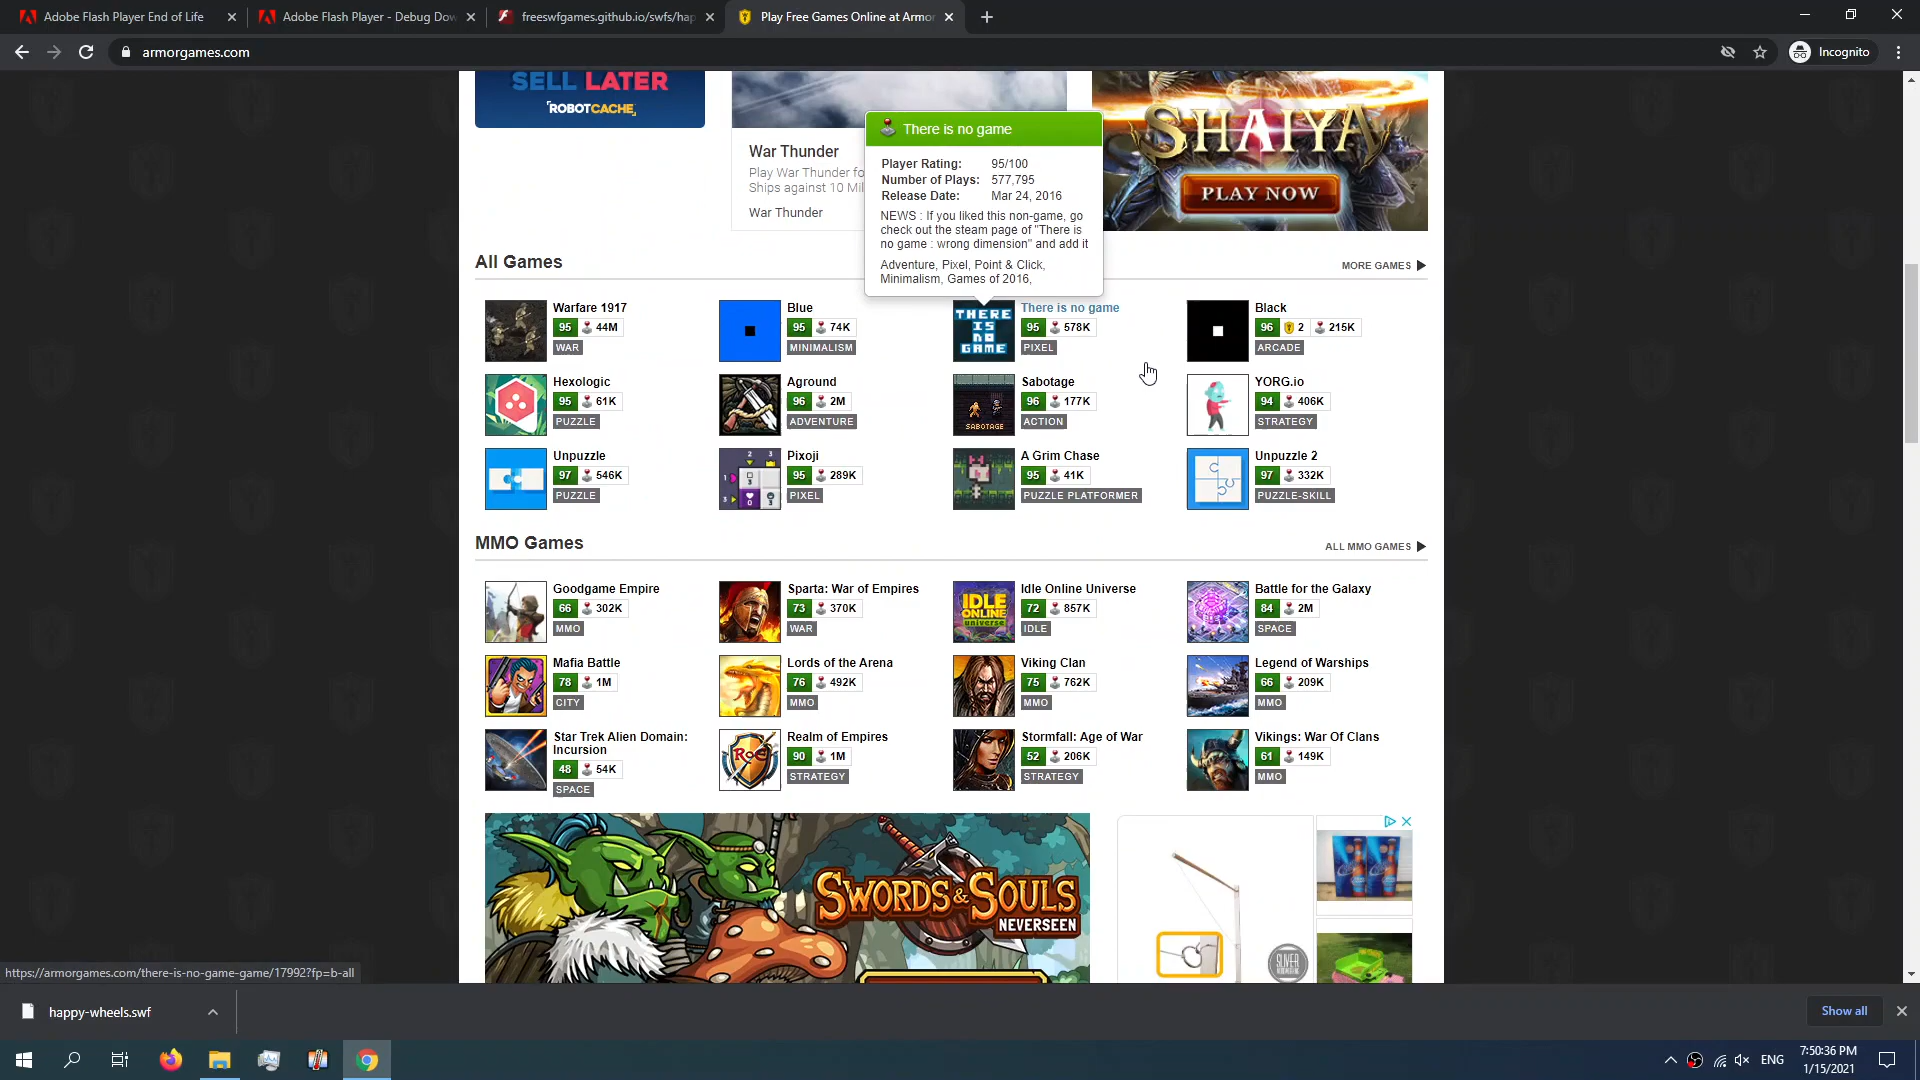 Adobe Flash Player End of Life
Adobe Flash Player - Debug Dow
freeswfgames.github.io/swfs/hap
Play Free Games Online at Armor
armorgames.com
Incognito
SELL LATER
ROBOTCACHE
War Thunder
Play War Thunder fo
Ships against 10 Mil
War Thunder
SHAIYA
PLAY NOW
There is no game
Player Rating: 95/100
Number of Plays: 577,795
Release Date: Mar 24, 2016
NEWS : If you liked this non-game, go
check out the steam page of "There is
no game : wrong dimension" and add it
Adventure, Pixel, Point & Click,
Minimalism, Games of 2016,
All Games
MORE GAMES
Warfare 1917
95 44M
WAR
Blue
95 74K
MINIMALISM
THERE
IS
NO
GAME
There is no game
95 578K
PIXEL
Black
96 2 215K
ARCADE
Hexologic
95 61K
PUZZLE
Aground
96 2M
ADVENTURE
SABOTAGE
Sabotage
96 177K
ACTION
YORG.io
94 406K
STRATEGY
Unpuzzle
97 546K
PUZZLE
Pixoji
95 289K
PIXEL
A Grim Chase
95 41K
PUZZLE PLATFORMER
Unpuzzle 2
97 332K
PUZZLE-SKILL
MMO Games
ALL MMO GAMES
Goodgame Empire
66 302K
MMO
Sparta: War of Empires
73 370K
WAR
IDLE
ONLINE
universe
Idle Online Universe
72 857K
IDLE
Battle for the Galaxy
84 2M
SPACE
Mafia Battle
78 1M
CITY
Lords of the Arena
76 492K
MMO
Viking Clan
75 762K
MMO
Legend of Warships
66 209K
MMO
Star Trek Alien Domain:
Incursion
48 54K
SPACE
ROE
Realm of Empires
90 1M
STRATEGY
Stormfall: Age of War
52 206K
STRATEGY
Vikings: War Of Clans
61 149K
MMO
SWORDS & SOULS
NEVERSEEN
https://armorgames.com/there-is-no-game-game/17992?fp=b-all
happy-wheels.swf
Show all
ENG
7:50:36 PM
1/15/2021